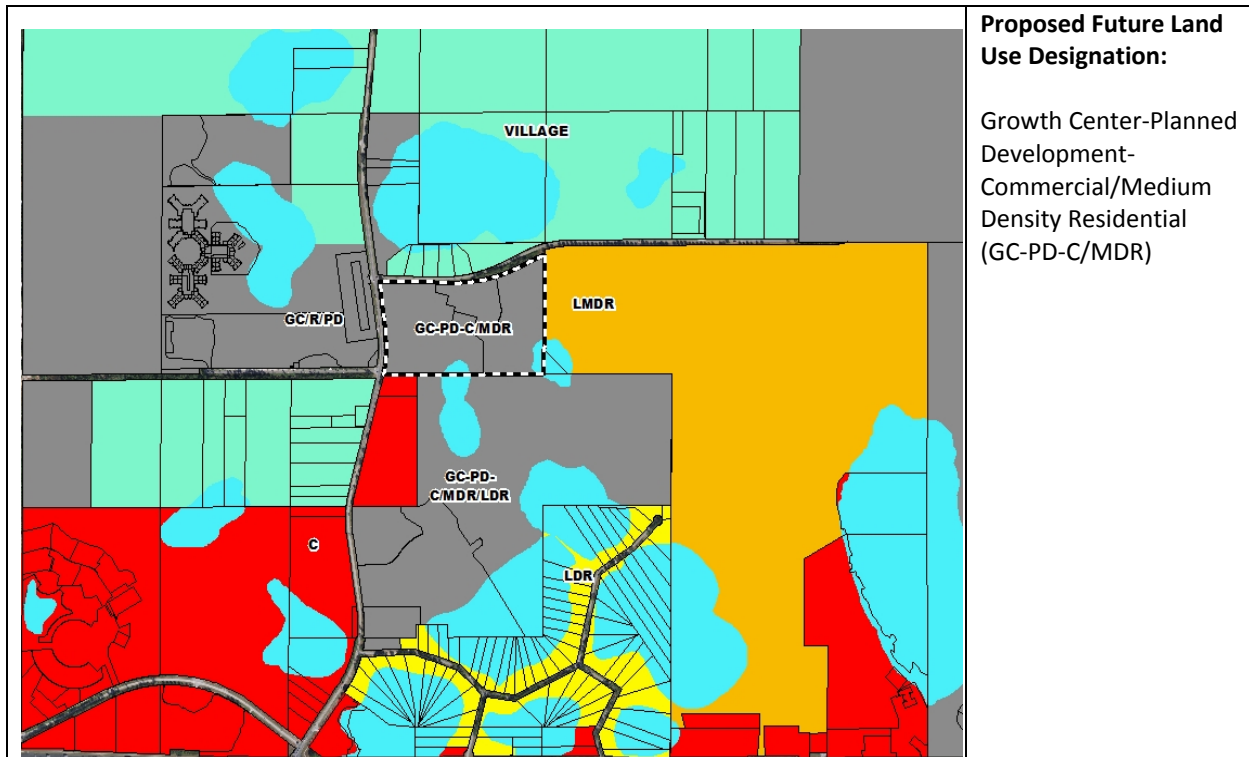 Proposed Future Land
Use Designation:
Growth Center-Planned
Development-
Commercial/Medium
Density Residential
(GC-PD-C/MDR)
VILLAGE
LMDR
GC/R/PD
GC-PD-C/MDR
GC-PD-
C/MDR/LDR
C
LDR